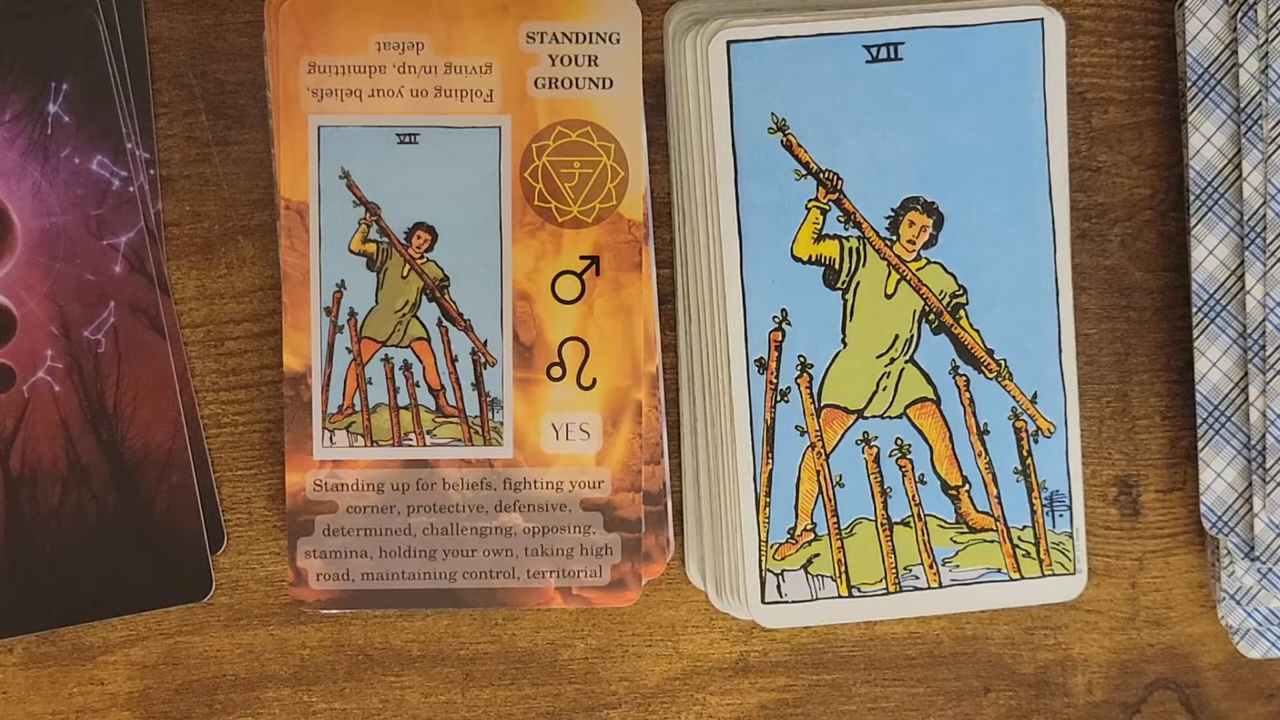 Folding on your beliefs,
giving in/up, admitting
defeat
STANDING
YOUR
GROUND
VII
YES
Standing up for beliefs, fighting your
corner, protective, defensive,
determined, challenging, opposing,
stamina, holding your own, taking high
road, maintaining control, territorial
VII